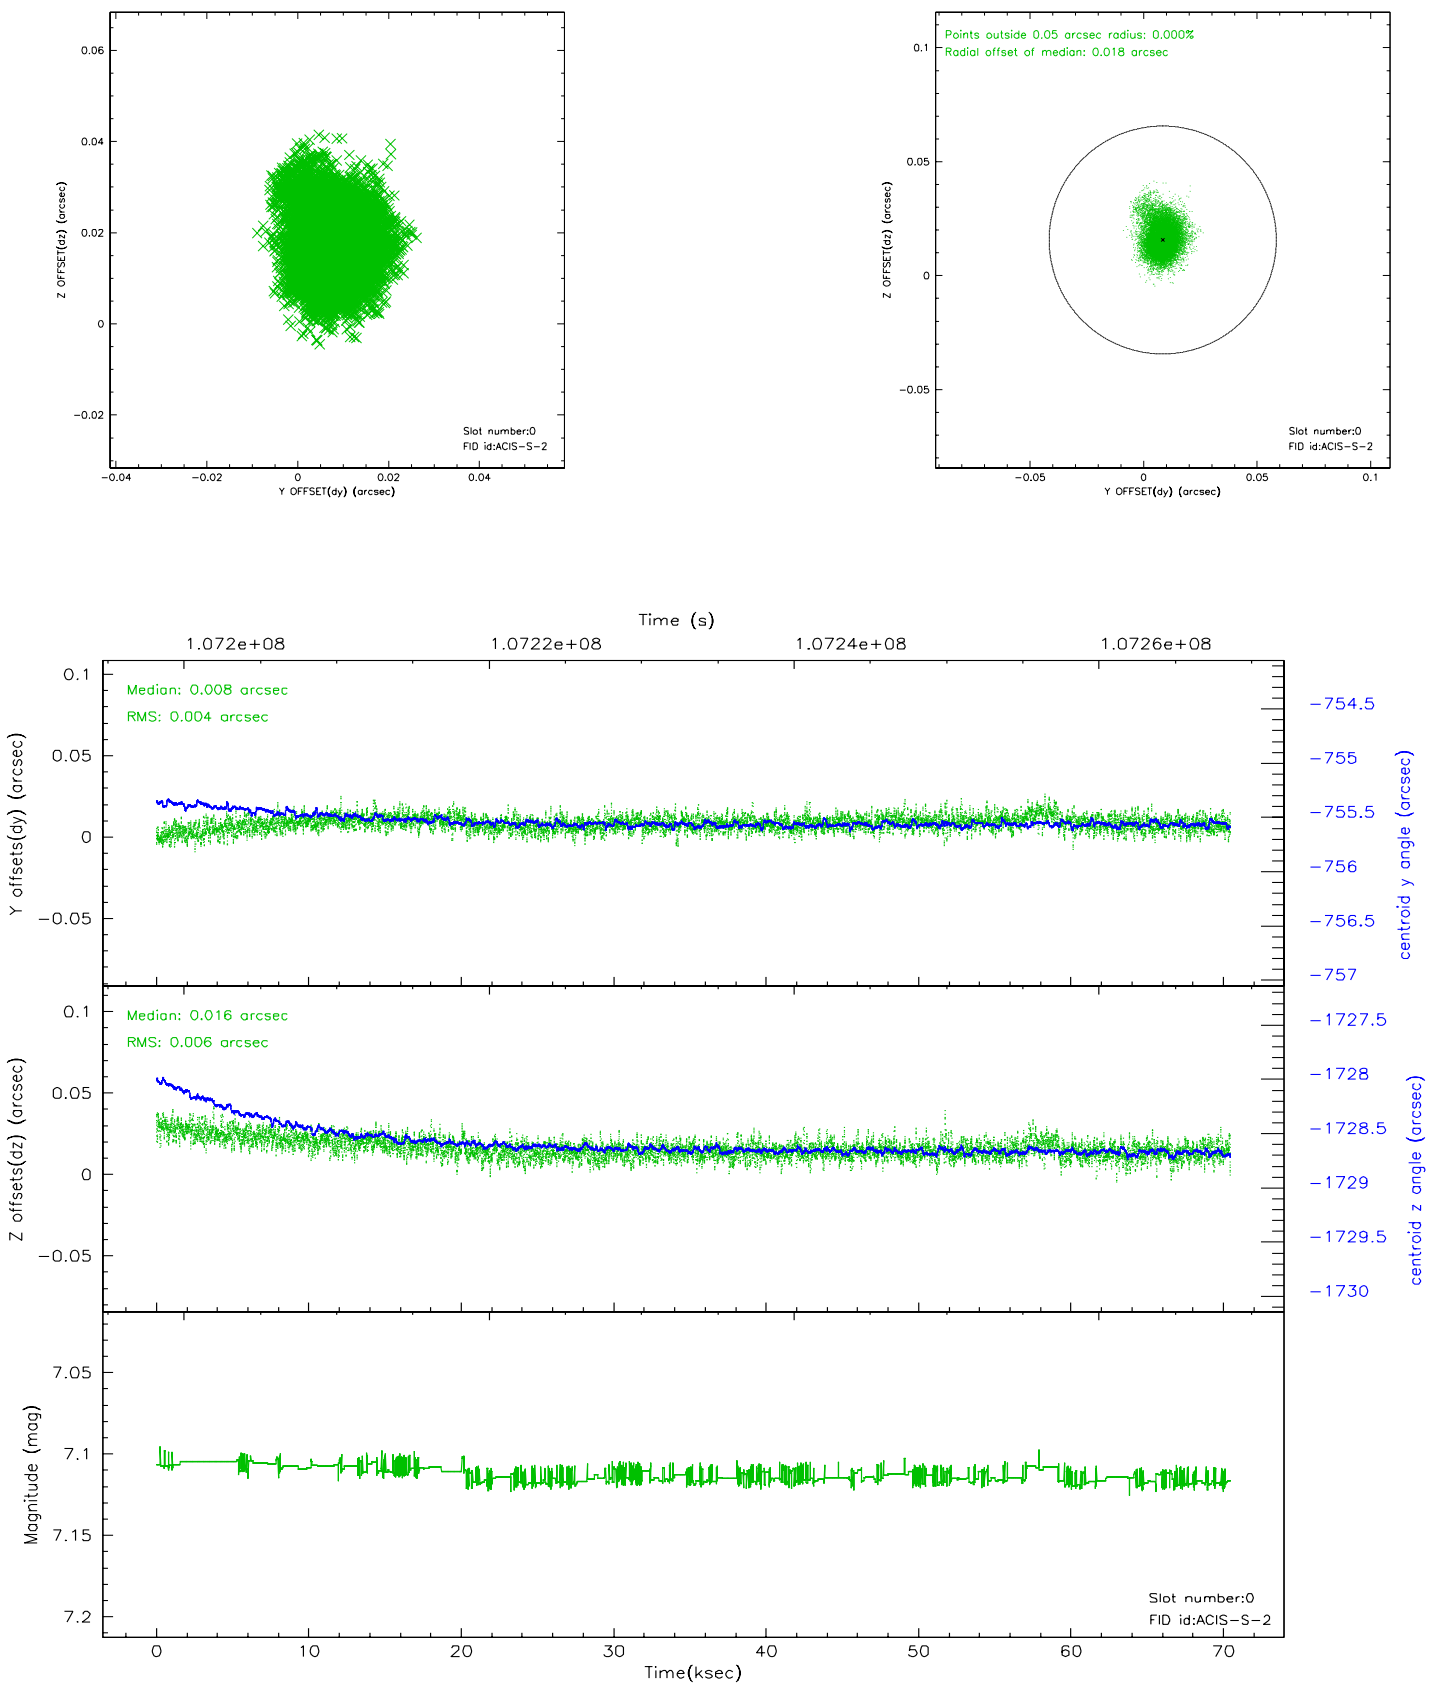 0.06
0.04
0.02
0
−0.02
Z OFFSET(dz) (arcsec)
Slot number:0
FID id:ACIS−S−2
−0.04
−0.02
0
0.02
0.04
Y OFFSET(dy) (arcsec)
Points outside 0.05 arcsec radius: 0.000%
Radial offset of median: 0.018 arcsec
0.1
0.05
0
−0.05
Z OFFSET(dz) (arcsec)
Slot number:0
FID id:ACIS−S−2
−0.05
0
0.05
0.1
Y OFFSET(dy) (arcsec)
Time (s)
1.072e+08
1.0722e+08
1.0724e+08
1.0726e+08
Median: 0.008 arcsec
RMS: 0.004 arcsec
0.1
0.05
0
−0.05
Y offsets(dy) (arcsec)
−754.5
−755
−755.5
−756
−756.5
−757
centroid y angle (arcsec)
Median: 0.016 arcsec
RMS: 0.006 arcsec
0.1
0.05
0
−0.05
Z offsets(dz) (arcsec)
−1727.5
−1728
−1728.5
−1729
−1729.5
−1730
centroid z angle (arcsec)
7.05
7.1
7.15
7.2
Magnitude (mag)
Slot number:0
FID id:ACIS−S−2
0
10
20
30
40
50
60
70
Time(ksec)